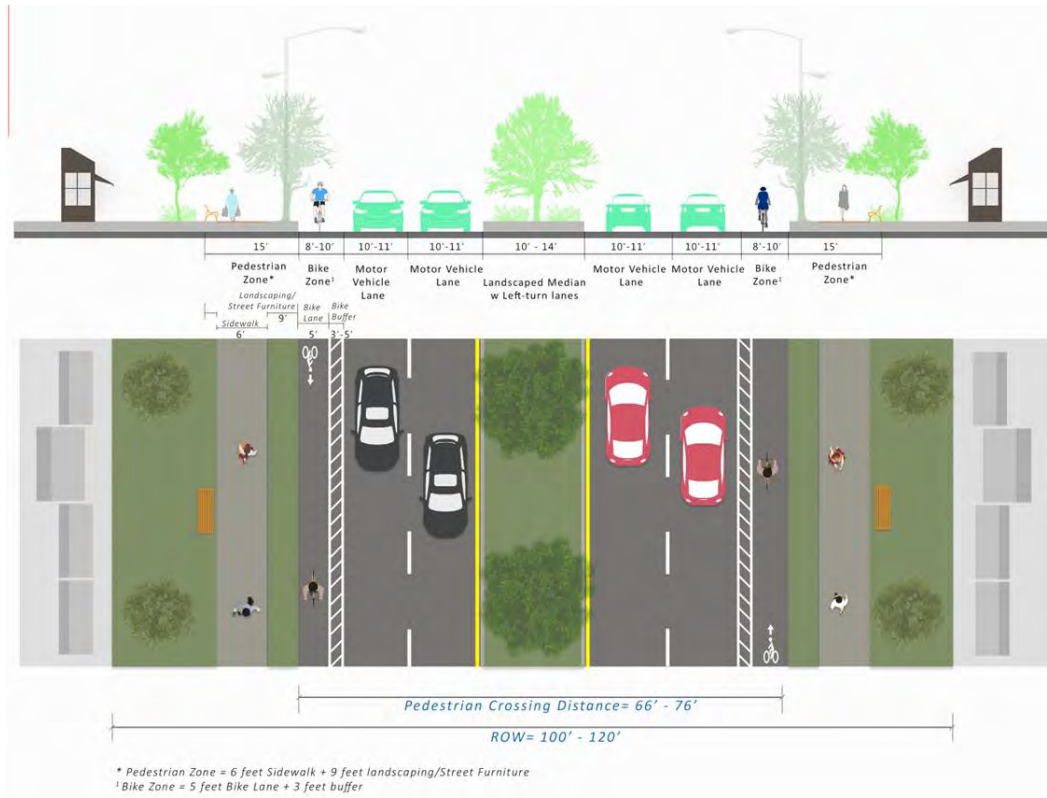 15' 8'-10' 10'-11' 10'-11' 10' - 14' 10'-11' 10'-11' 8'-10' 15'
Pedestrian Zone*
Bike Zone¹
Motor Vehicle Lane
Motor Vehicle Lane
Landscaped Median w Left-turn lanes
Motor Vehicle Lane
Motor Vehicle Lane
Bike Zone¹
Pedestrian Zone*
Landscaping/
Street Furniture
9'
Sidewalk
6'
Bike
Lane
5'
Bike
Buffer
3'-5'
Pedestrian Crossing Distance= 66' - 76'
ROW= 100' - 120'
* Pedestrian Zone = 6 feet Sidewalk + 9 feet landscaping/Street Furniture
¹ Bike Zone = 5 feet Bike Lane + 3 feet buffer